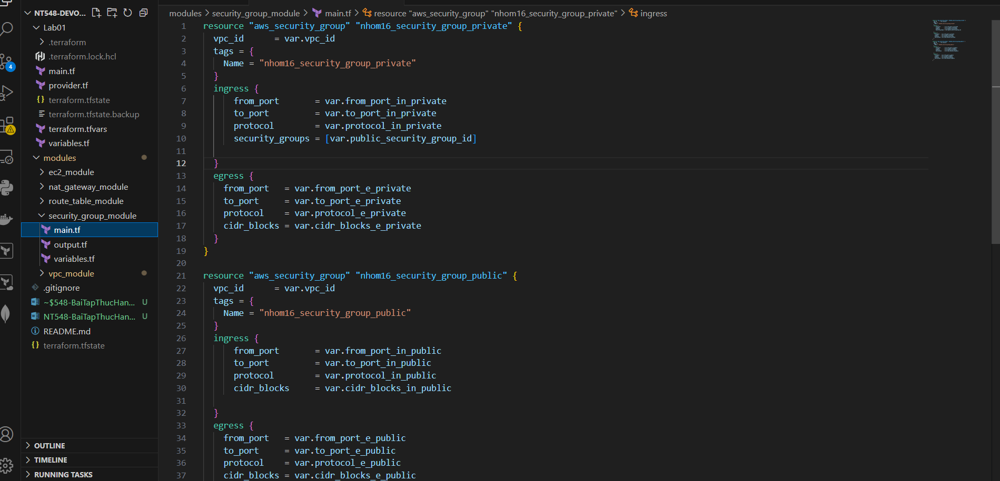 NT548-DEVO...
Lab01
.terraform
.terraform.lock.hcl
main.tf
provider.tf
terraform.tfstate
terraform.tfstate.backup
terraform.tfvars
variables.tf
modules
ec2_module
nat_gateway_module
route_table_module
security_group_module
main.tf
output.tf
variables.tf
vpc_module
.gitignore
~$548-BaiTapThucHan... U
NT548-BaiTapThucHan... U
README.md
terraform.tfstate
OUTLINE
TIMELINE
RUNNING TASKS
4
modules > security_group_module > main.tf > resource "aws_security_group" "nhom16_security_group_private" > ingress
1 resource "aws_security_group" "nhom16_security_group_private" {
2 vpc_id = var.vpc_id
3 tags = {
4 Name = "nhom16_security_group_private"
5 }
6 ingress {
7 from_port = var.from_port_in_private
8 to_port = var.to_port_in_private
9 protocol = var.protocol_in_private
10 security_groups = [var.public_security_group_id]
11
12 }
13 egress {
14 from_port = var.from_port_e_private
15 to_port = var.to_port_e_private
16 protocol = var.protocol_e_private
17 cidr_blocks = var.cidr_blocks_e_private
18 }
19 }
20
21 resource "aws_security_group" "nhom16_security_group_public" {
22 vpc_id = var.vpc_id
23 tags = {
24 Name = "nhom16_security_group_public"
25 }
26 ingress {
27 from_port = var.from_port_in_public
28 to_port = var.to_port_in_public
29 protocol = var.protocol_in_public
30 cidr_blocks = var.cidr_blocks_in_public
31
32 }
33 egress {
34 from_port = var.from_port_e_public
35 to_port = var.to_port_e_public
36 protocol = var.protocol_e_public
37 cidr_blocks = var.cidr_blocks_e_public